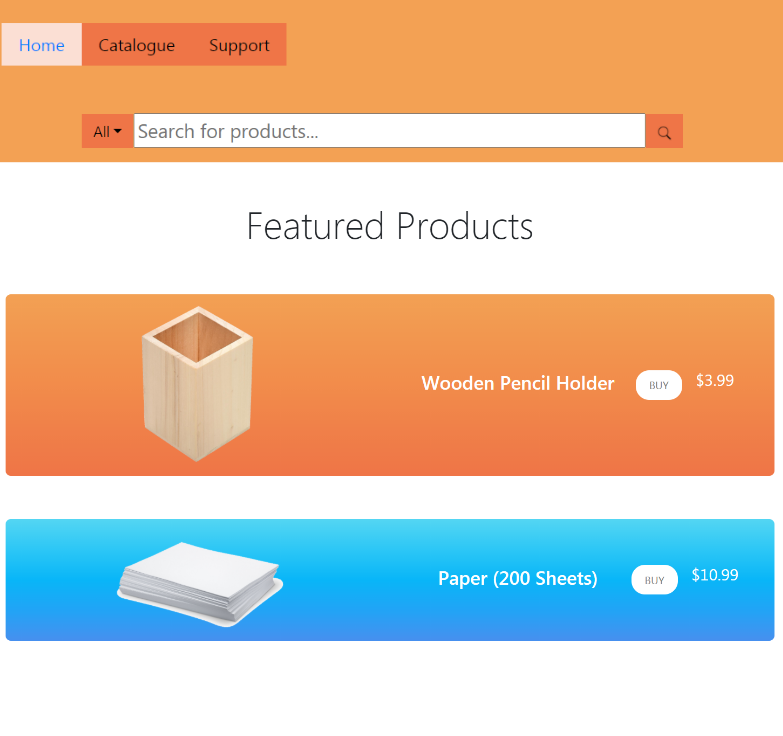 Home Catalogue Support
All Search for products...
Featured Products
Wooden Pencil Holder BUY $3.99
Paper (200 Sheets) BUY $10.99